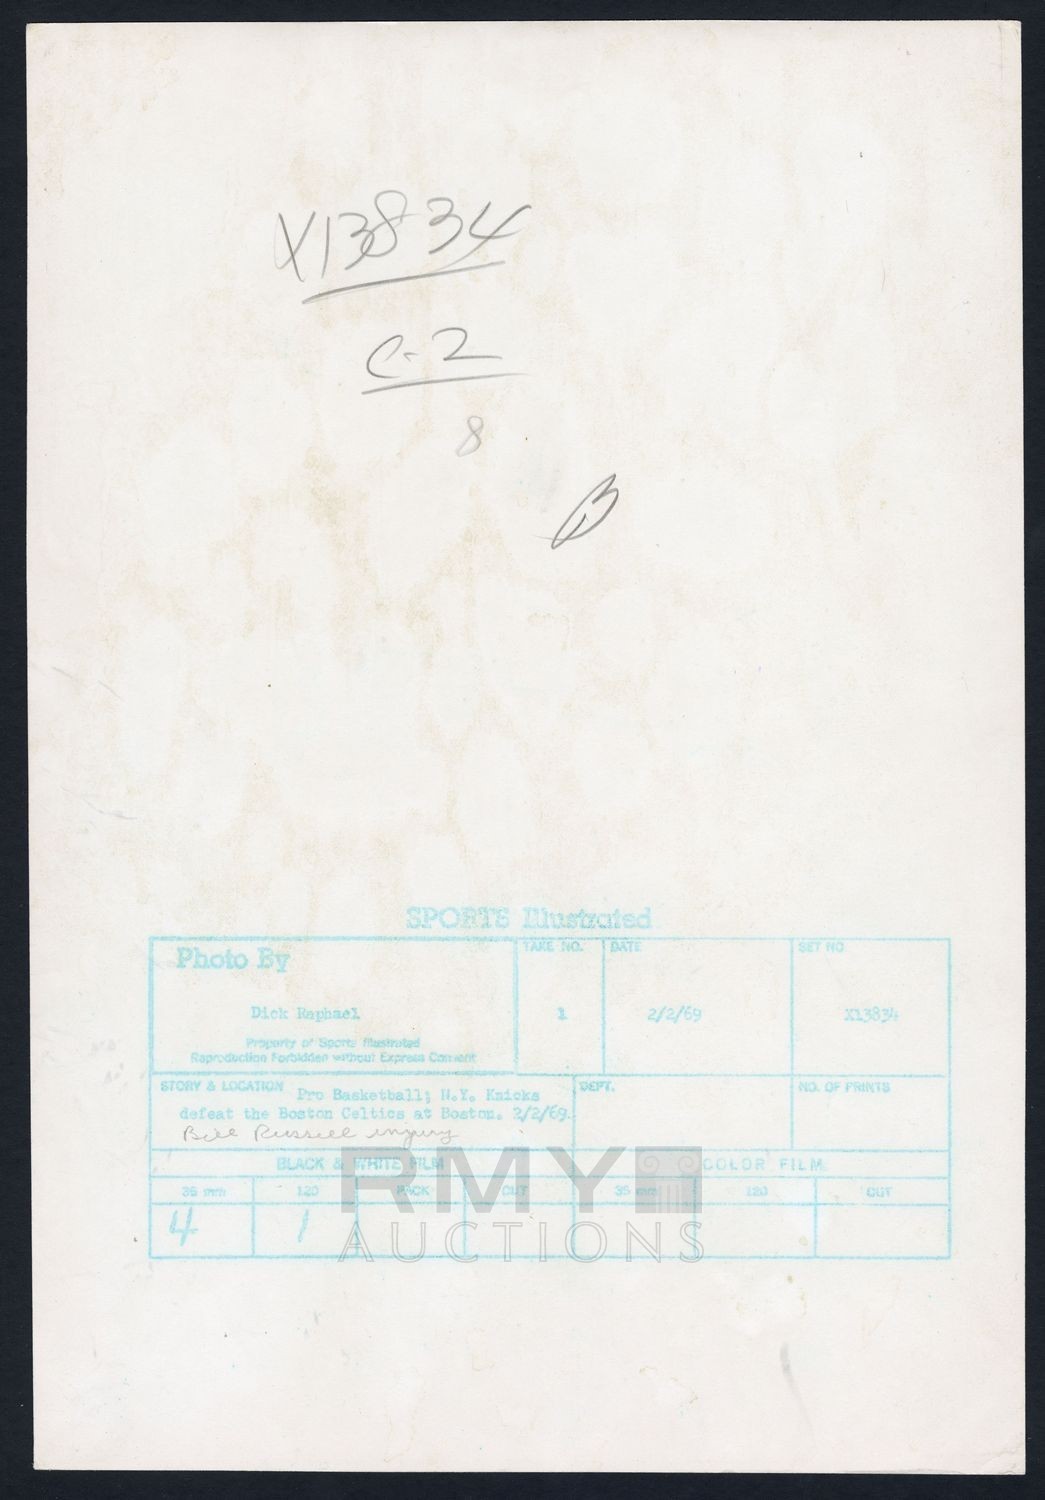 X13834
C-2
8
B
SPORTS Illustrated
Photo By
TAKE NO. DATE SET NO.
Dick Raphael 1 2/2/69 X13834
Property of Sports Illustrated
Reproduction Forbidden without Express Consent
STORY & LOCATION Pro Basketball; N.Y. Knicks DEPT. NO. OF PRINTS
defeat the Boston Celtics at Boston. 2/2/69.
Bill Russell injury
BLACK & WHITE FILM COLOR FILM
35 mm 120 PACK CUT 35 mm 120 CUT
4 1
RMY
AUCTIONS